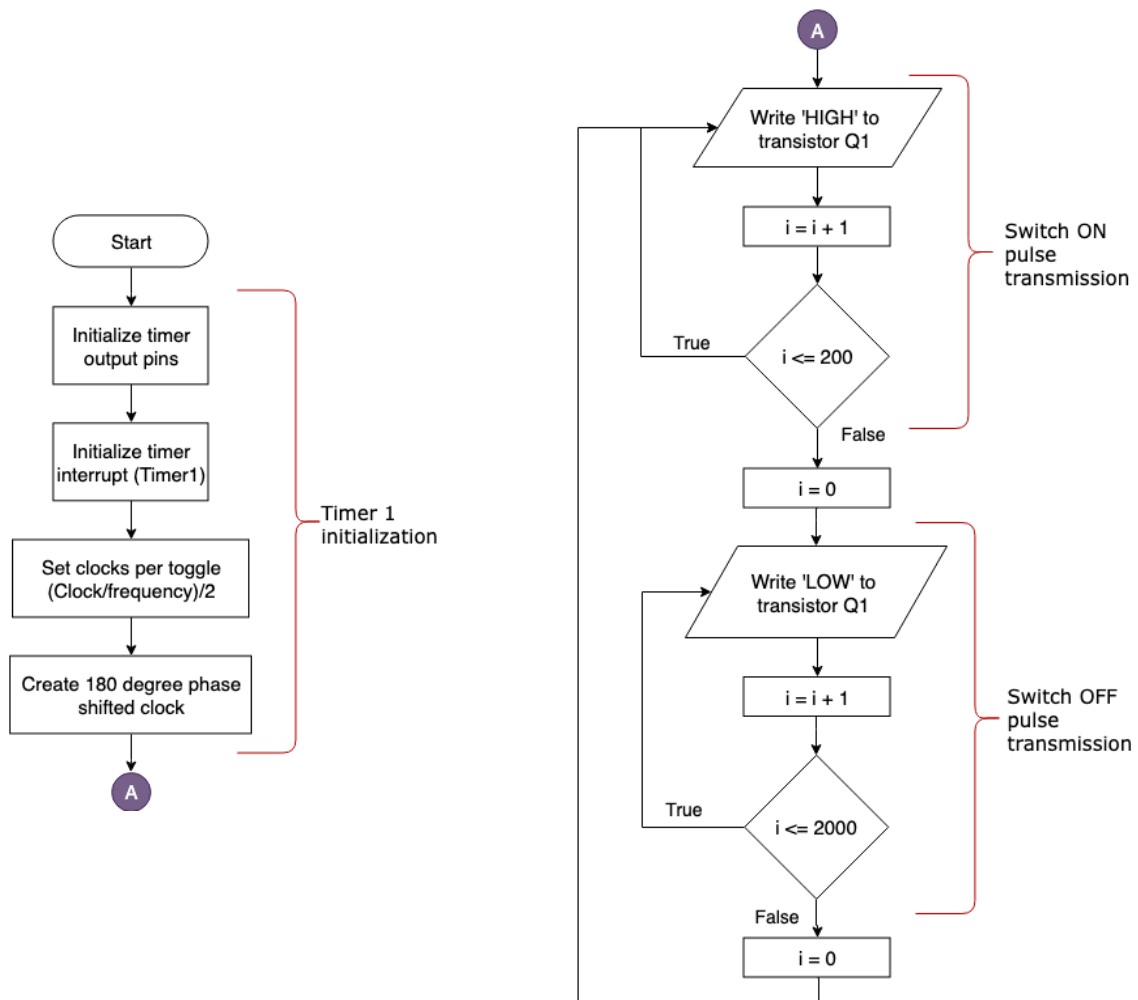 Start
Initialize timer
output pins
Initialize timer
interrupt (Timer1)
Set clocks per toggle
(Clock/frequency)/2
Create 180 degree phase
shifted clock
A
Timer 1
initialization
A
Write 'HIGH' to
transistor Q1
i = i + 1
i <= 200
True
False
i = 0
Switch ON
pulse
transmission
Write 'LOW' to
transistor Q1
i = i + 1
i <= 2000
True
False
i = 0
Switch OFF
pulse
transmission